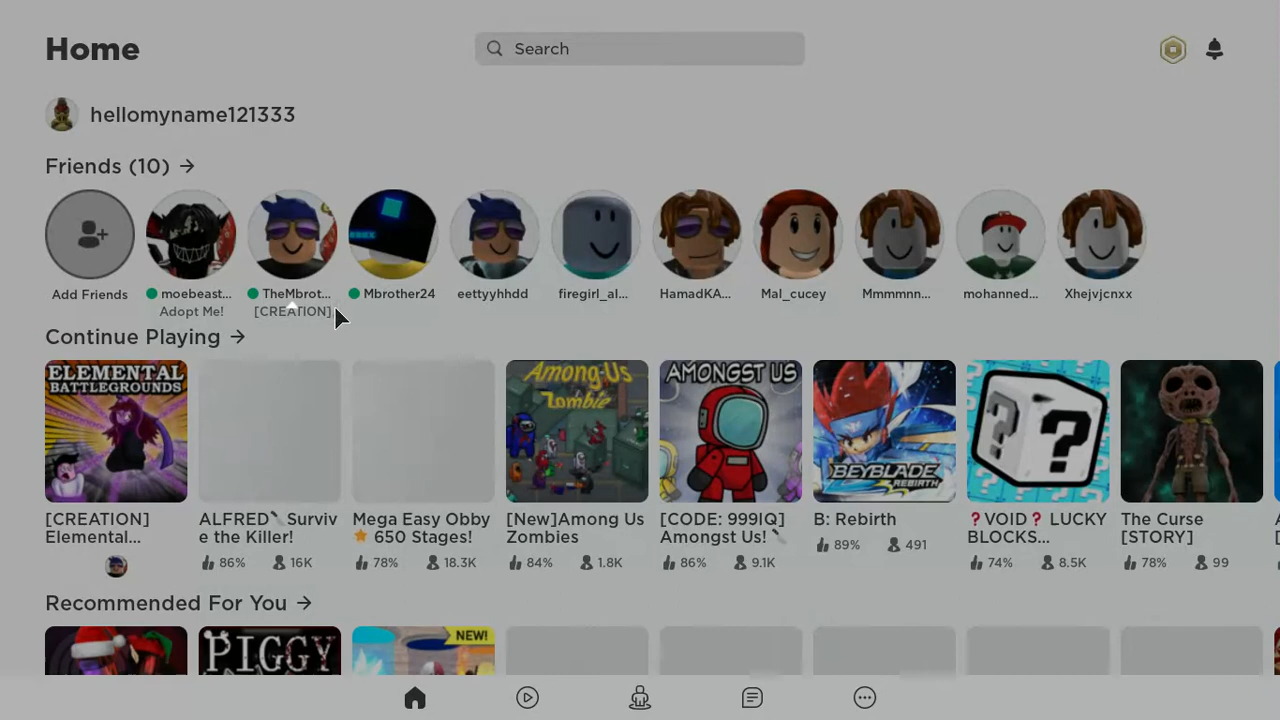 Home
Search
hellomyname121333
Friends (10) →
Add Friends
moebeast...
Adopt Me!
TheMbrot...
[CREATION]
Mbrother24
eettyyhhdd
firegirl_al...
HamadKA...
Mal_cucey
Mmmmnn...
mohanned...
Xhejvjcnxx
Continue Playing →
ELEMENTAL
BATTLEGROUNDS
Among Us
Zombie
AMONGST US
BEYBLADE
REBIRTH
? ?
[CREATION]
Elemental...
ALFRED🔪Surviv
e the Killer!
86% 16K
Mega Easy Obby
⭐ 650 Stages!
78% 18.3K
[New]Among Us
Zombies
84% 1.8K
[CODE: 999IQ]
Amongst Us! 🔪
86% 9.1K
B: Rebirth
89% 491
❓VOID❓ LUCKY
BLOCKS...
74% 8.5K
The Curse
[STORY]
78% 99
Recommended For You →
PIGGY
NEW!